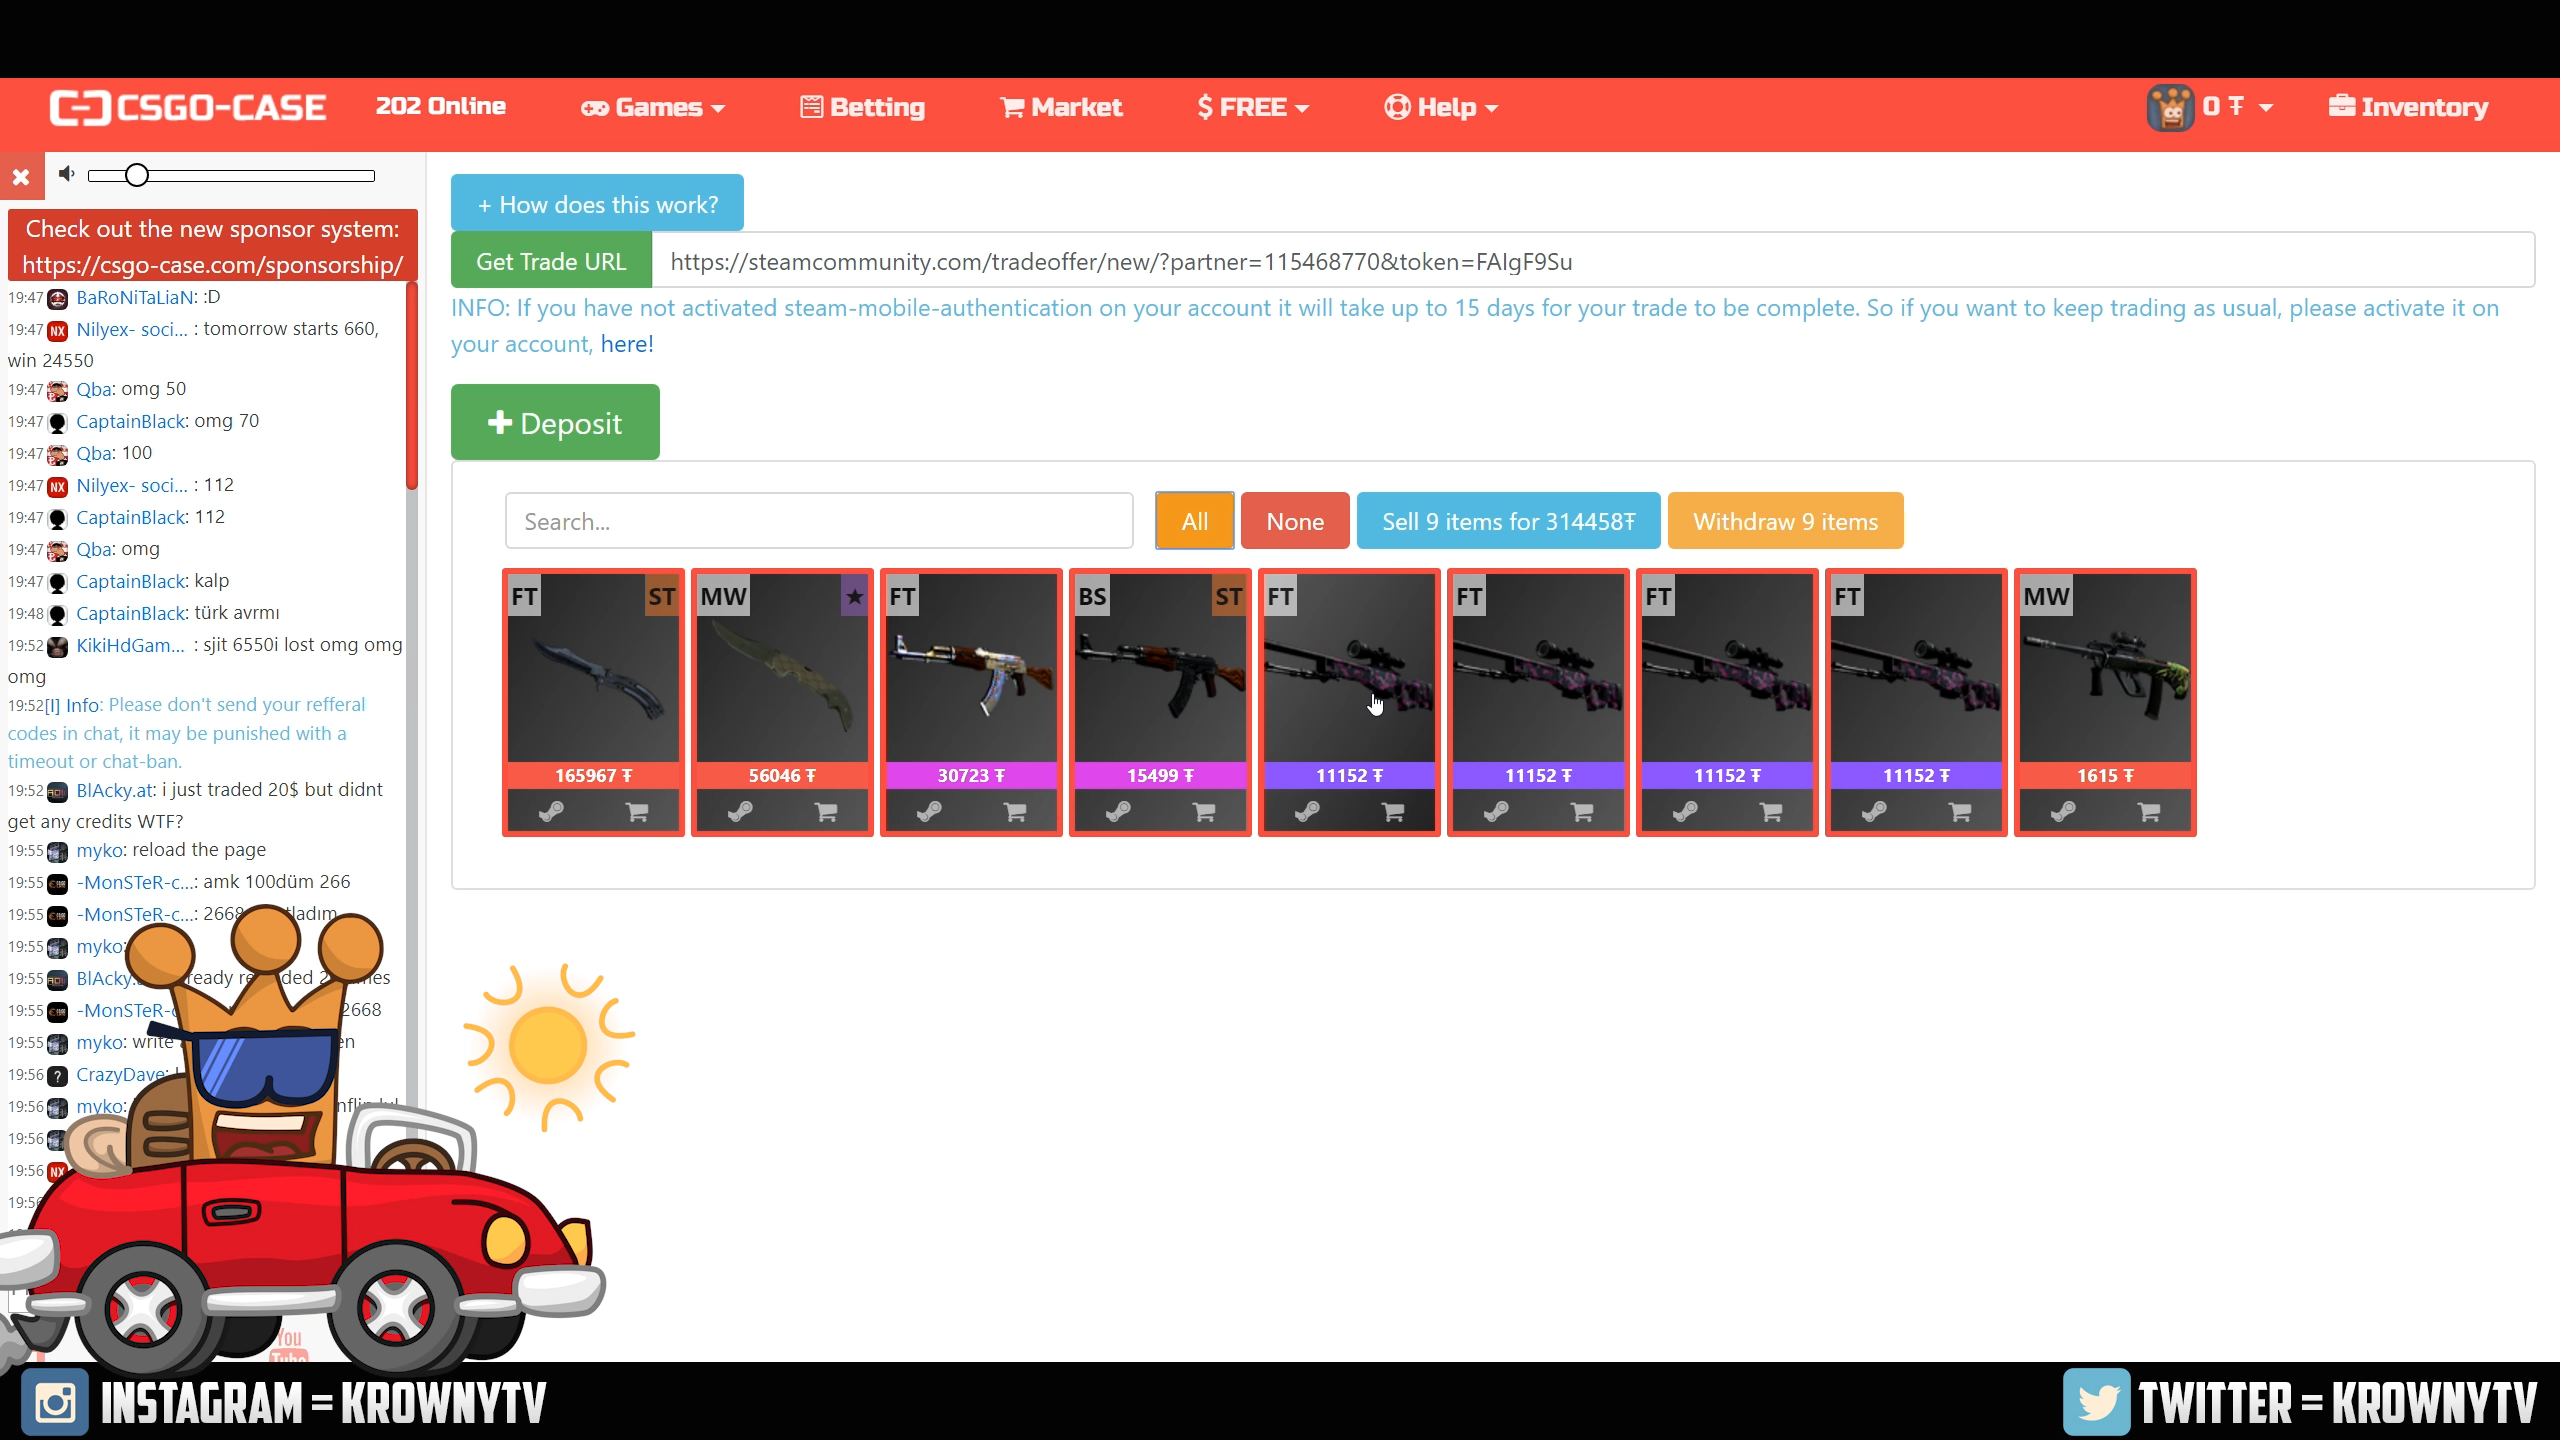 CSGO-CASE 202 Online Games Betting Market $ FREE Help 0 Ŧ Inventory
Check out the new sponsor system:
https://csgo-case.com/sponsorship/
19:47 BaRoNiTaLiaN: :D
19:47 NX Nilyex- soci... : tomorrow starts 660,
win 24550
19:47 Qba: omg 50
19:47 CaptainBlack: omg 70
19:47 Qba: 100
19:47 NX Nilyex- soci... : 112
19:47 CaptainBlack: 112
19:47 Qba: omg
19:47 CaptainBlack: kalp
19:48 CaptainBlack: türk avrmı
19:52 KikiHdGam... : sjit 6550i lost omg omg
omg
19:52[I] Info: Please don't send your refferal
codes in chat, it may be punished with a
timeout or chat-ban.
19:52 BlAcky.at: i just traded 20$ but didnt
get any credits WTF?
19:55 myko: reload the page
19:55 -MonSTeR-c...: amk 100düm 266
19:55 -MonSTeR-c...: 2668
19:55 myko:
19:55 BlAcky.
19:55 -MonSTeR- 2668
19:55 myko: write
19:56 CrazyDave:
19:56 myko:
19:56
19:56 NX
19:56
You
Tube
+ How does this work?
Get Trade URL https://steamcommunity.com/tradeoffer/new/?partner=115468770&token=FAIgF9Su
INFO: If you have not activated steam-mobile-authentication on your account it will take up to 15 days for your trade to be complete. So if you want to keep trading as usual, please activate it on
your account, here!
+ Deposit
Search... All None Sell 9 items for 314458Ŧ Withdraw 9 items
FT ST MW ★ FT BS ST FT FT FT FT MW
165967 Ŧ 56046 Ŧ 30723 Ŧ 15499 Ŧ 11152 Ŧ 11152 Ŧ 11152 Ŧ 11152 Ŧ 1615 Ŧ
INSTAGRAM = KROWNYTV TWITTER = KROWNYTV